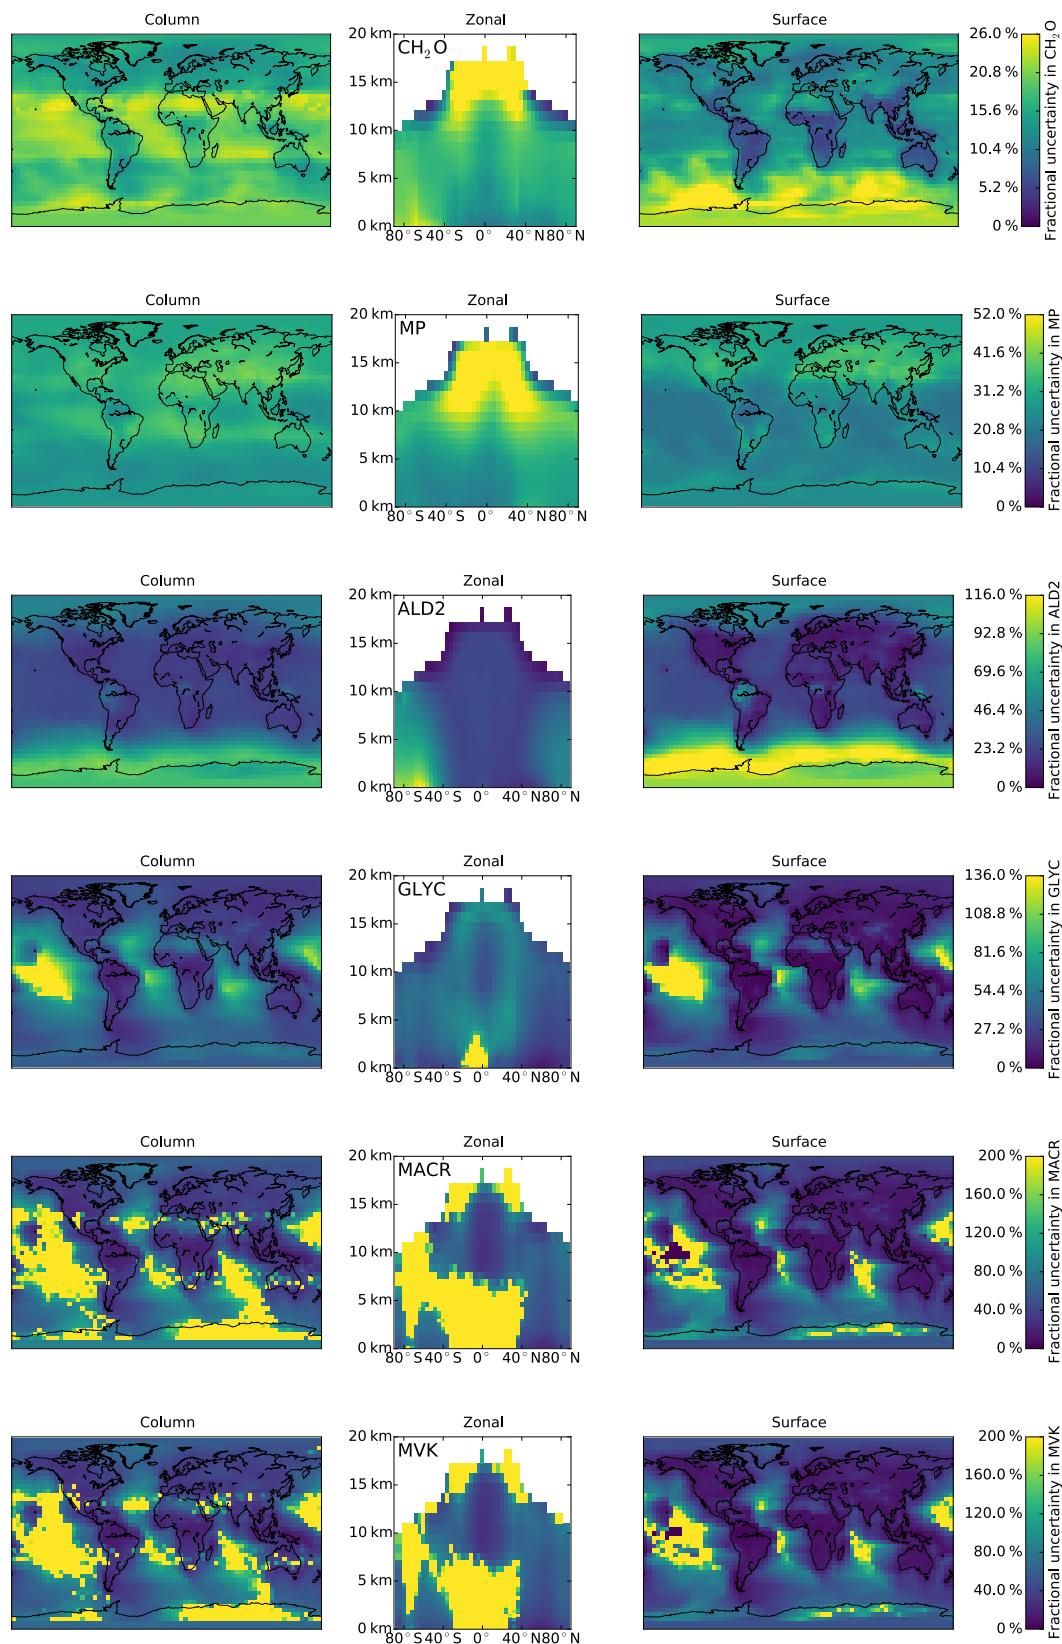 Column
Zonal
Surface
20 km
15 km
10 km
5 km
0 km
CH₂O
80°S 40°S 0° 40°N 80°N
26.0 %
20.8 %
15.6 %
10.4 %
5.2 %
0 %
Fractional uncertainty in CH₂O
Column
Zonal
Surface
20 km
15 km
10 km
5 km
0 km
MP
80°S 40°S 0° 40°N 80°N
52.0 %
41.6 %
31.2 %
20.8 %
10.4 %
0 %
Fractional uncertainty in MP
Column
Zonal
Surface
20 km
15 km
10 km
5 km
0 km
ALD2
80°S 40°S 0° 40°N 80°N
116.0 %
92.8 %
69.6 %
46.4 %
23.2 %
0 %
Fractional uncertainty in ALD2
Column
Zonal
Surface
20 km
15 km
10 km
5 km
0 km
GLYC
80°S 40°S 0° 40°N 80°N
136.0 %
108.8 %
81.6 %
54.4 %
27.2 %
0 %
Fractional uncertainty in GLYC
Column
Zonal
Surface
20 km
15 km
10 km
5 km
0 km
MACR
80°S 40°S 0° 40°N 80°N
200 %
160.0 %
120.0 %
80.0 %
40.0 %
0 %
Fractional uncertainty in MACR
Column
Zonal
Surface
20 km
15 km
10 km
5 km
0 km
MVK
80°S 40°S 0° 40°N 80°N
200 %
160.0 %
120.0 %
80.0 %
40.0 %
0 %
Fractional uncertainty in MVK